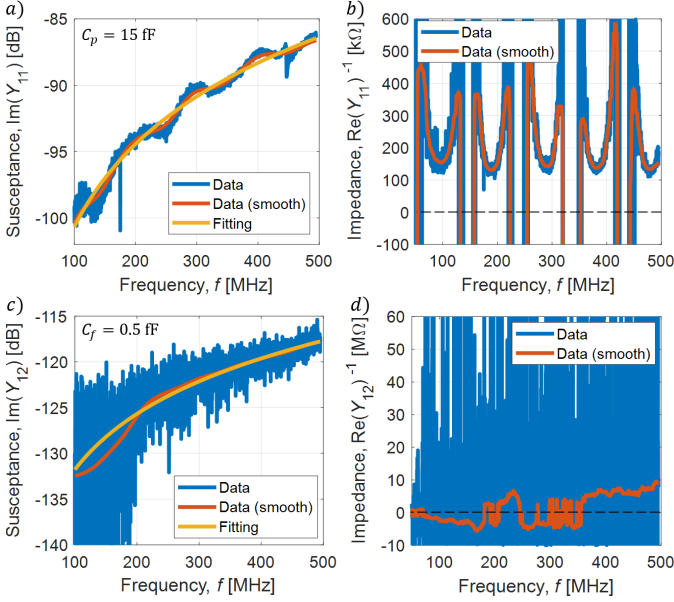 a)
C_p = 15 fF
Susceptance, Im(Y_11) [dB]
-85
-90
-95
-100
Data
Data (smooth)
Fitting
100 200 300 400 500
Frequency, f [MHz]
b)
Impedance, Re(Y_11)^-1 [kΩ]
600
500
400
300
200
100
0
-100
Data
Data (smooth)
100 200 300 400 500
Frequency, f [MHz]
c)
C_f = 0.5 fF
Susceptance, Im(Y_12) [dB]
-115
-120
-125
-130
-135
-140
Data
Data (smooth)
Fitting
100 200 300 400 500
Frequency, f [MHz]
d)
Impedance, Re(Y_12)^-1 [MΩ]
60
50
40
30
20
10
0
-10
Data
Data (smooth)
100 200 300 400 500
Frequency, f [MHz]